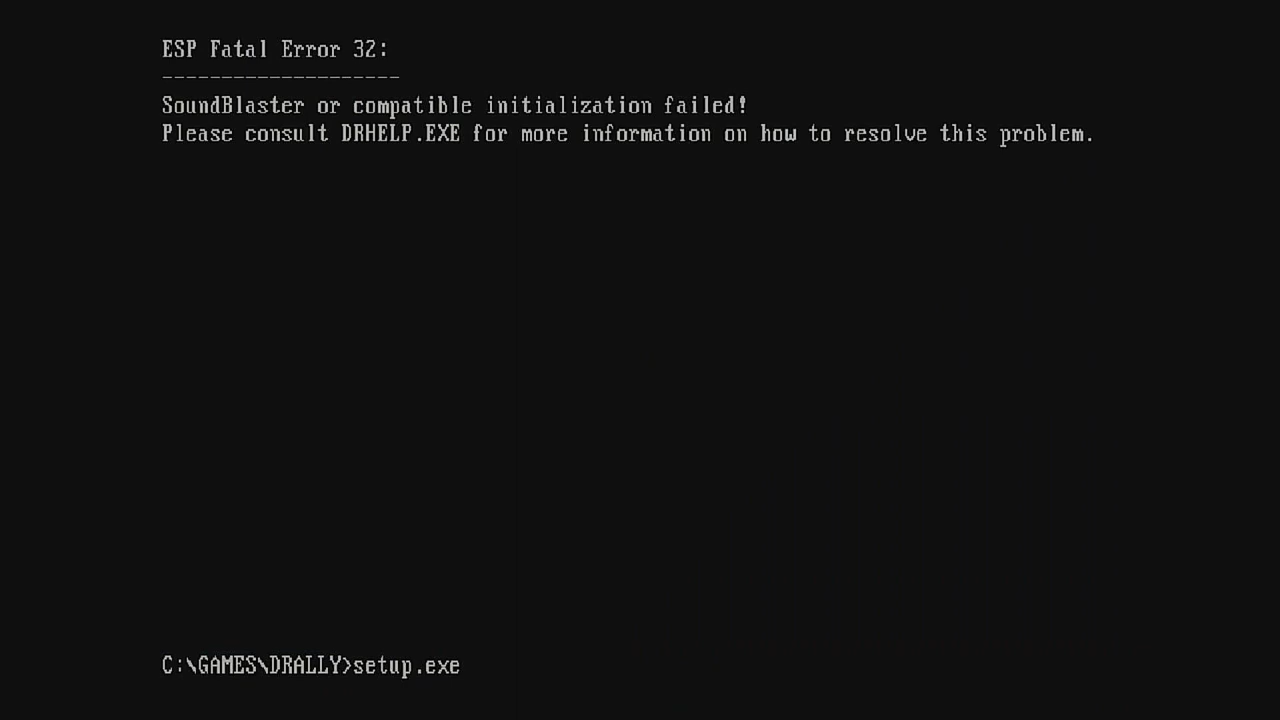 ESP Fatal Error 32:
--------------------
SoundBlaster or compatible initialization failed!
Please consult DRHELP.EXE for more information on how to resolve this problem.
C:\GAMES\DRALLY>setup.exe